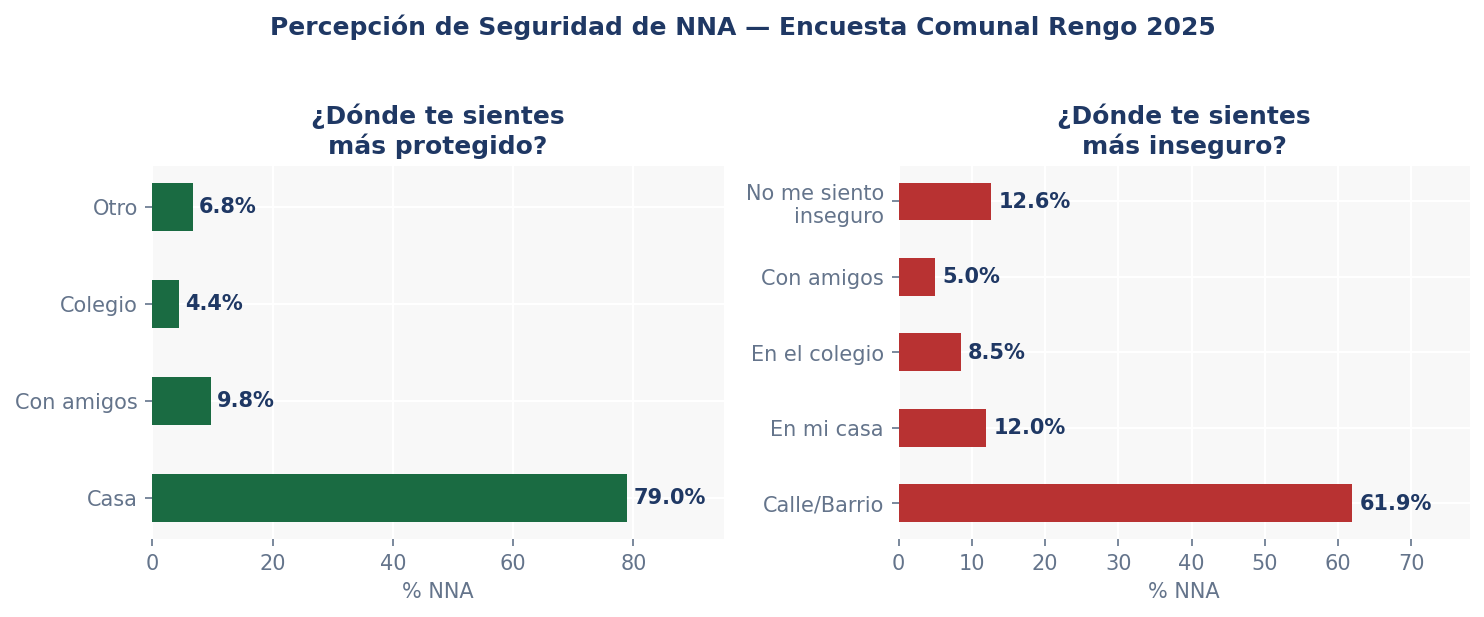 Percepción de Seguridad de NNA — Encuesta Comunal Rengo 2025
¿Dónde te sientes
más protegido?
Otro
6.8%
Colegio
4.4%
Con amigos
9.8%
Casa
79.0%
0 20 40 60 80
% NNA
¿Dónde te sientes
más inseguro?
No me siento
inseguro
12.6%
Con amigos
5.0%
En el colegio
8.5%
En mi casa
12.0%
Calle/Barrio
61.9%
0 10 20 30 40 50 60 70
% NNA